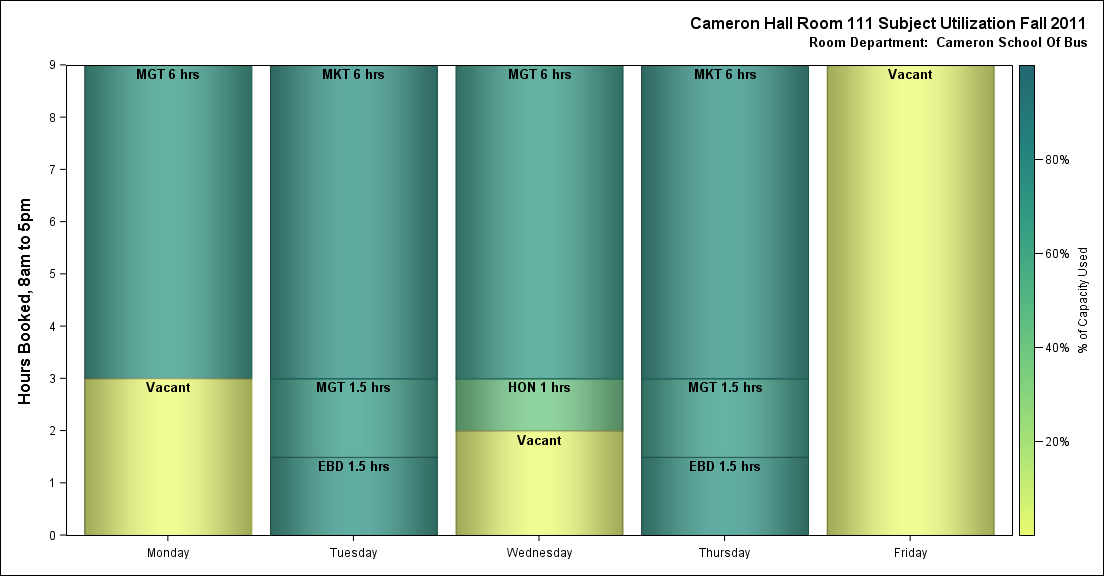 Cameron Hall Room 111 Subject Utilization Fall 2011
Room Department:  Cameron School Of Bus
Hours Booked, 8am to 5pm
9
8
7
6
5
4
3
2
1
0
MGT 6 hrs
Vacant
MKT 6 hrs
MGT 1.5 hrs
EBD 1.5 hrs
MGT 6 hrs
HON 1 hrs
Vacant
MKT 6 hrs
MGT 1.5 hrs
EBD 1.5 hrs
Vacant
Monday
Tuesday
Wednesday
Thursday
Friday
80%
60%
40%
20%
% of Capacity Used